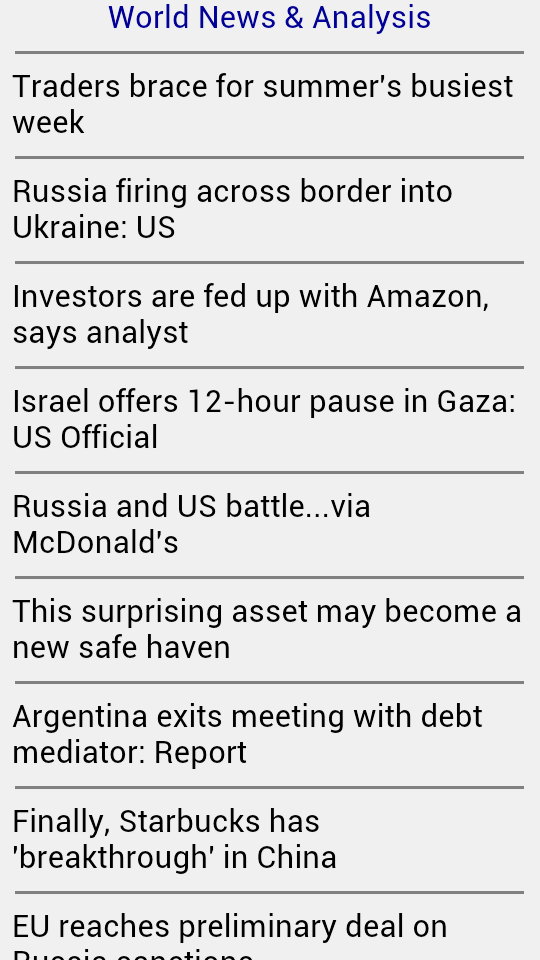 World News & Analysis
Traders brace for summer's busiest
week
Russia firing across border into
Ukraine: US
Investors are fed up with Amazon,
says analyst
Israel offers 12-hour pause in Gaza:
US Official
Russia and US battle...via
McDonald's
This surprising asset may become a
new safe haven
Argentina exits meeting with debt
mediator: Report
Finally, Starbucks has
'breakthrough' in China
EU reaches preliminary deal on
Russia sanctions